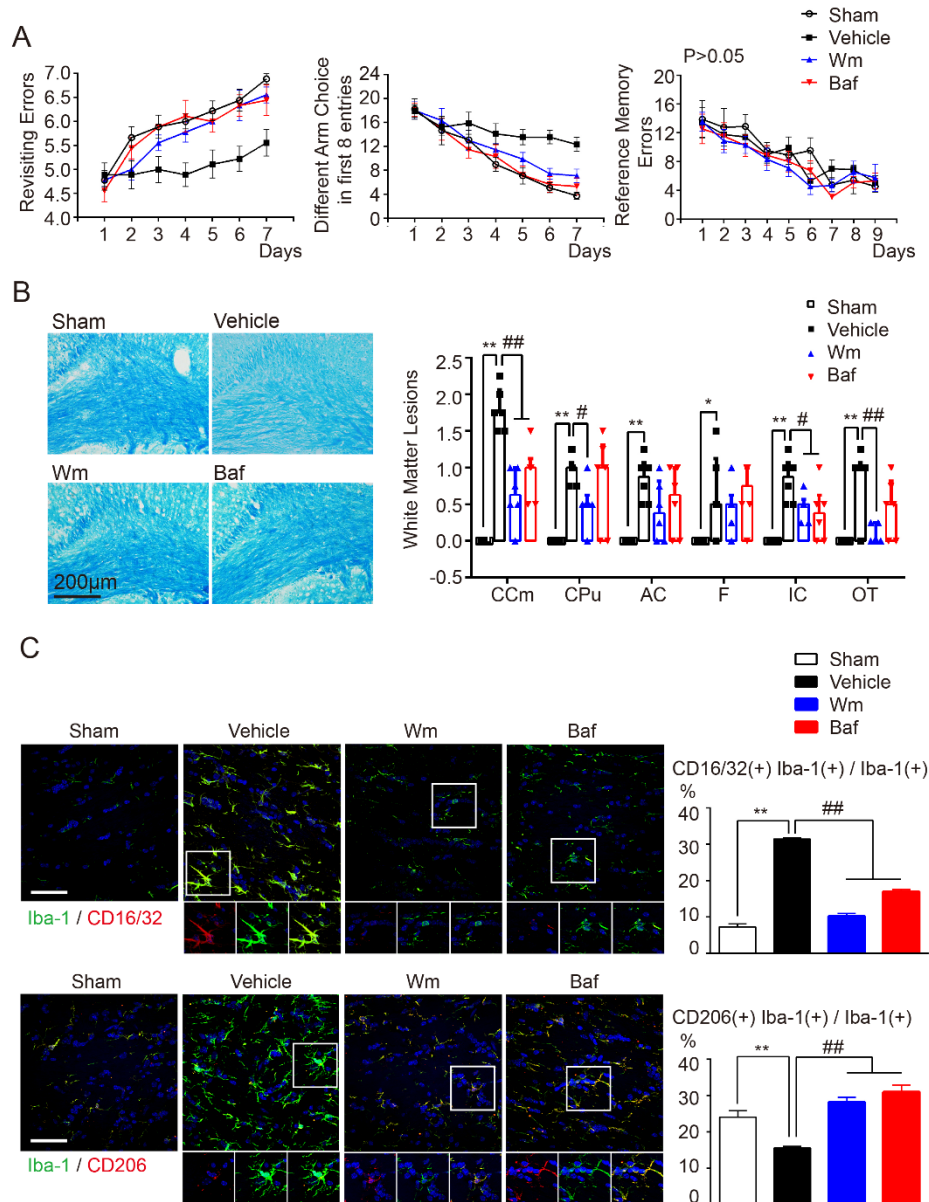 A
Sham
Vehicle
Wm
Baf
Revisting Errors
7.0
6.5
6.0
5.5
5.0
4.5
4.0
1 2 3 4 5 6 7
Days
Different Arm Choice
in first 8 entries
24
20
16
12
8
4
0
1 2 3 4 5 6 7
Days
P>0.05
Reference Memory
Errors
20
16
12
8
4
0
1 2 3 4 5 6 7 8 9
Days
B
Sham Vehicle
Wm Baf
200μm
Sham
Vehicle
Wm
Baf
White Matter Lesions
2.5
2.0
1.5
1.0
0.5
0.0
-0.5
** ## ** # ** * ** # ** ##
CCm CPu AC F IC OT
C
Sham
Vehicle
Wm
Baf
Sham Vehicle Wm Baf
Iba-1 / CD16/32
CD16/32(+) Iba-1(+) / Iba-1(+)
%
** ##
40
30
20
10
0
Sham Vehicle Wm Baf
Iba-1 / CD206
CD206(+) Iba-1(+) / Iba-1(+)
%
** ##
40
30
20
10
0